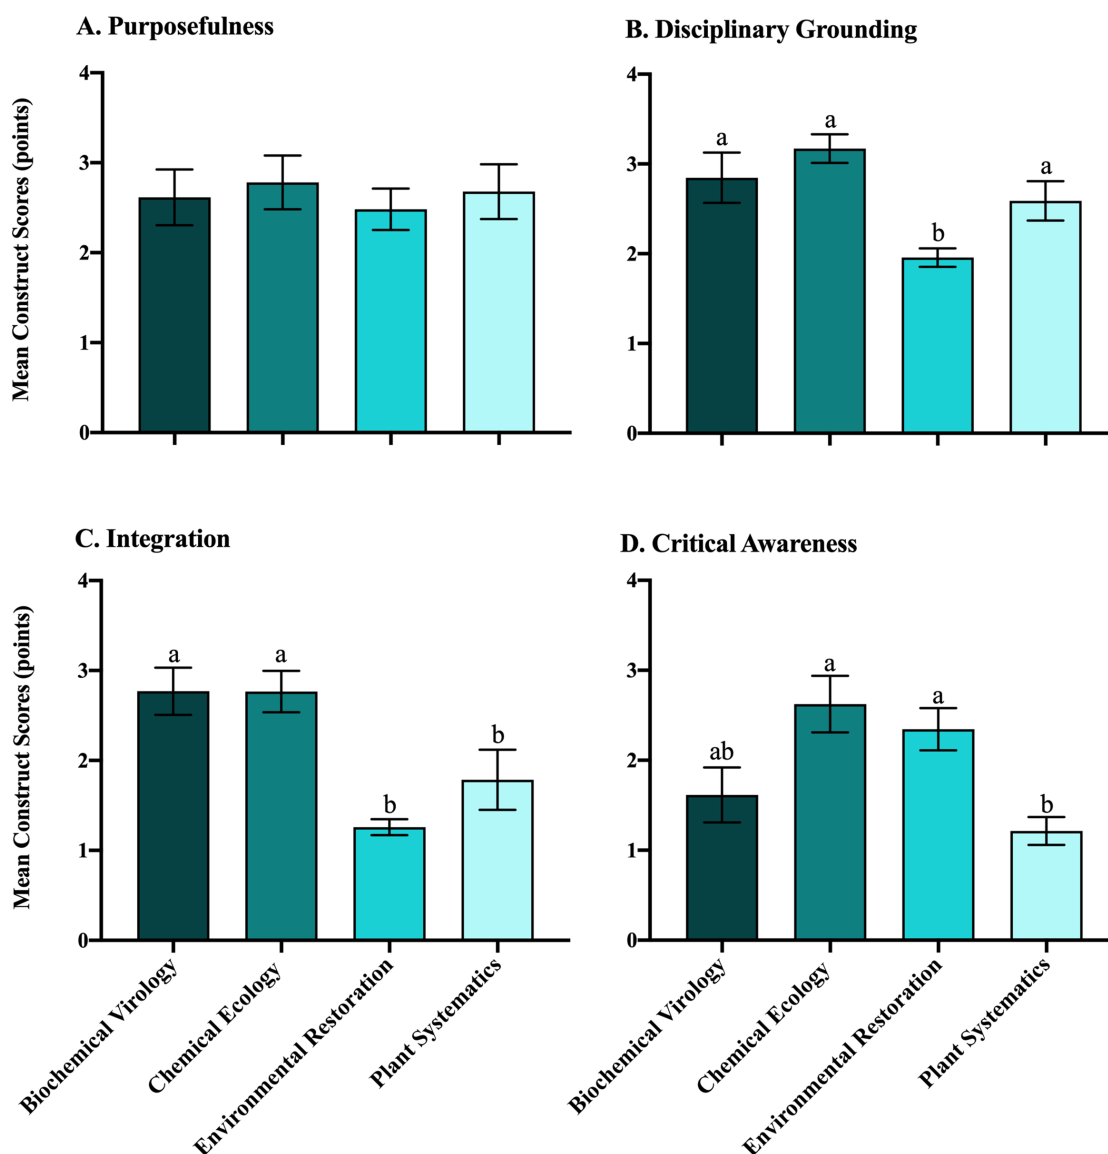 A. Purposefulness
Mean Construct Scores (points)
4
3
2
1
0
B. Disciplinary Grounding
4
3
2
1
0
a
a
b
a
C. Integration
Mean Construct Scores (points)
4
3
2
1
0
a
a
b
b
Biochemical Virology
Chemical Ecology
Environmental Restoration
Plant Systematics
D. Critical Awareness
4
3
2
1
0
ab
a
a
b
Biochemical Virology
Chemical Ecology
Environmental Restoration
Plant Systematics